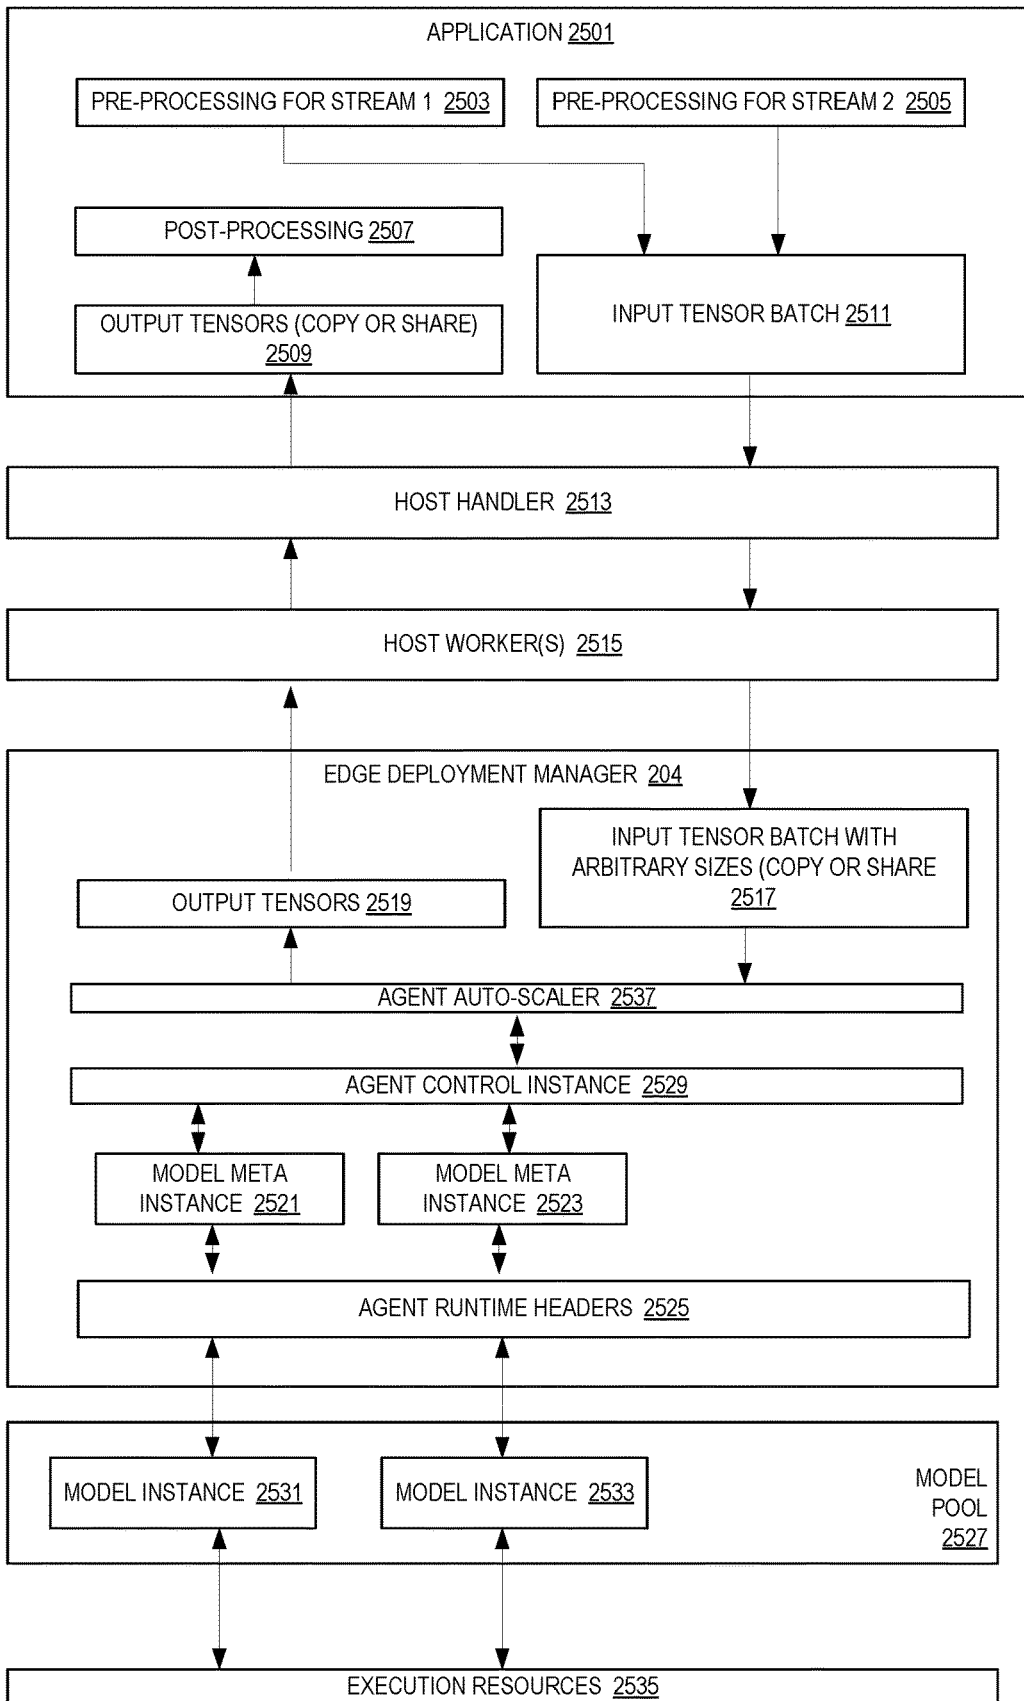 APPLICATION 2501
PRE-PROCESSING FOR STREAM 1 2503
PRE-PROCESSING FOR STREAM 2 2505
POST-PROCESSING 2507
OUTPUT TENSORS (COPY OR SHARE)
2509
INPUT TENSOR BATCH 2511
HOST HANDLER 2513
HOST WORKER(S) 2515
EDGE DEPLOYMENT MANAGER 204
INPUT TENSOR BATCH WITH
ARBITRARY SIZES (COPY OR SHARE
2517
OUTPUT TENSORS 2519
AGENT AUTO-SCALER 2537
AGENT CONTROL INSTANCE 2529
MODEL META
INSTANCE 2521
MODEL META
INSTANCE 2523
AGENT RUNTIME HEADERS 2525
MODEL INSTANCE 2531
MODEL INSTANCE 2533
MODEL
POOL
2527
EXECUTION RESOURCES 2535